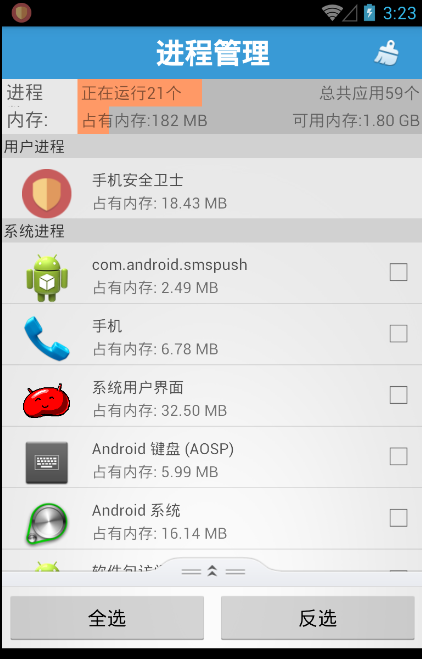 3:23
进程管理
进程 正在运行21个 总共应用59个
内存: 占有内存:182 MB 可用内存:1.80 GB
用户进程
手机安全卫士
占有内存: 18.43 MB
系统进程
com.android.smspush
占有内存: 2.49 MB
手机
占有内存: 6.78 MB
系统用户界面
占有内存: 32.50 MB
Android 键盘 (AOSP)
占有内存: 5.99 MB
Android 系统
占有内存: 16.14 MB
软件包访
全选 反选